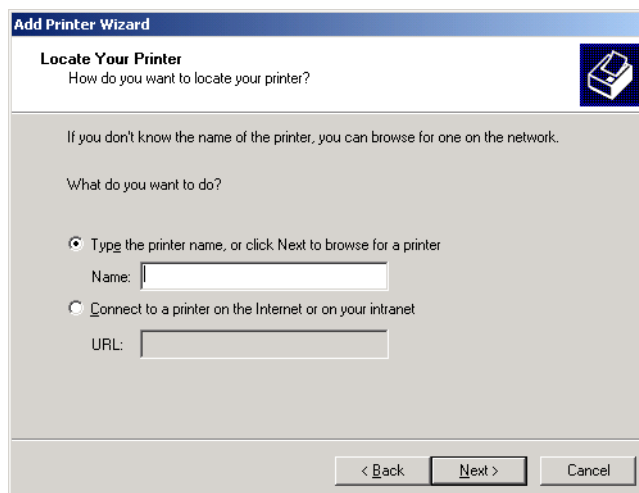 Add Printer Wizard
Locate Your Printer
How do you want to locate your printer?
If you don't know the name of the printer, you can browse for one on the network.
What do you want to do?
Type the printer name, or click Next to browse for a printer
Name:
Connect to a printer on the Internet or on your intranet
URL:
< Back Next > Cancel